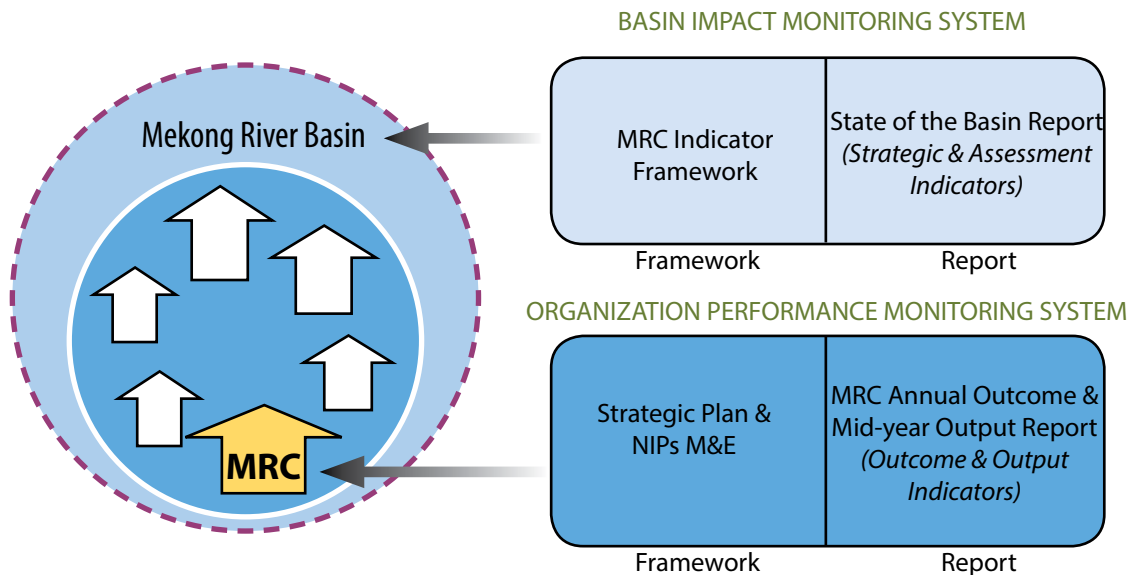 BASIN IMPACT MONITORING SYSTEM
Mekong River Basin
MRC Indicator
Framework
State of the Basin Report
(Strategic & Assessment
Indicators)
Framework
Report
ORGANIZATION PERFORMANCE MONITORING SYSTEM
MRC
Strategic Plan &
NIPs M&E
MRC Annual Outcome &
Mid-year Output Report
(Outcome & Output
Indicators)
Framework
Report